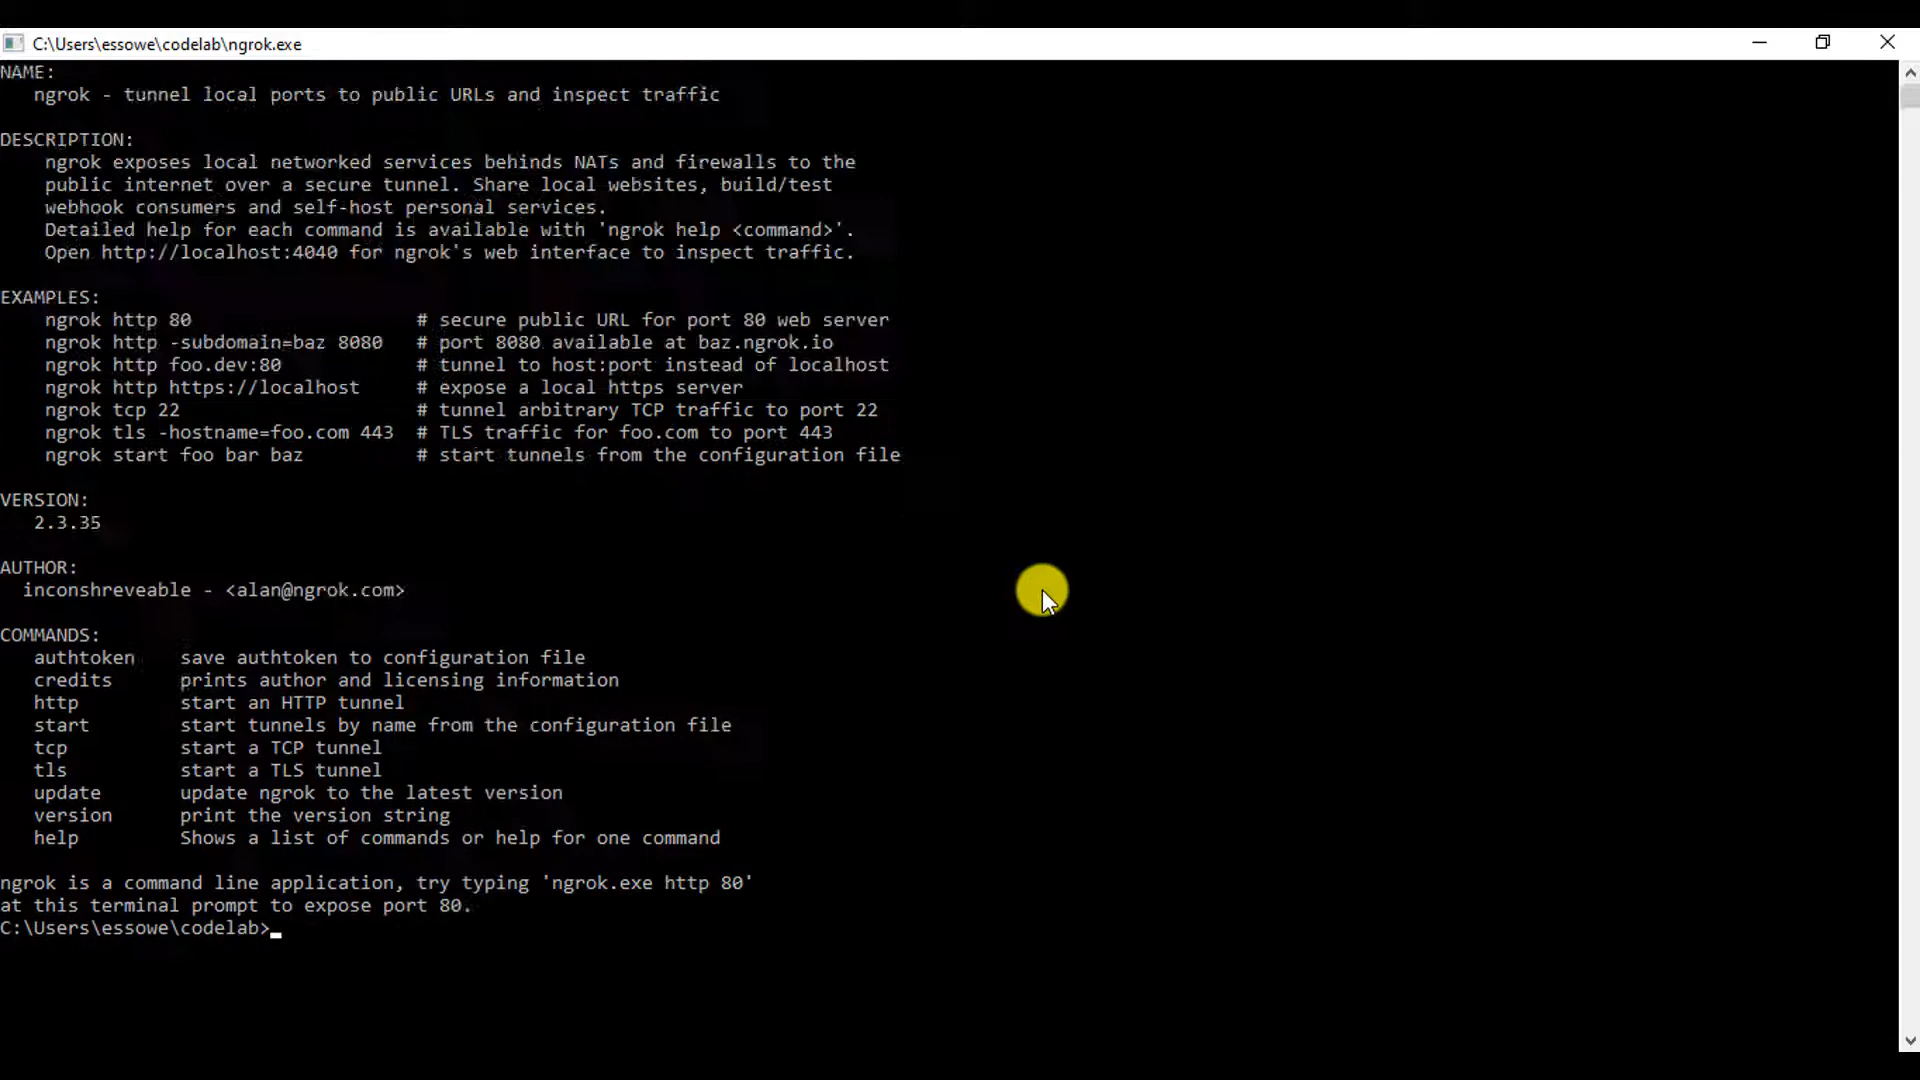 C:\Users\essowe\codelab\ngrok.exe
NAME:
ngrok - tunnel local ports to public URLs and inspect traffic
DESCRIPTION:
ngrok exposes local networked services behinds NATs and firewalls to the
public internet over a secure tunnel. Share local websites, build/test
webhook consumers and self-host personal services.
Detailed help for each command is available with 'ngrok help <command>'.
Open http://localhost:4040 for ngrok's web interface to inspect traffic.
EXAMPLES:
ngrok http 80 # secure public URL for port 80 web server
ngrok http -subdomain=baz 8080 # port 8080 available at baz.ngrok.io
ngrok http foo.dev:80 # tunnel to host:port instead of localhost
ngrok http https://localhost # expose a local https server
ngrok tcp 22 # tunnel arbitrary TCP traffic to port 22
ngrok tls -hostname=foo.com 443 # TLS traffic for foo.com to port 443
ngrok start foo bar baz # start tunnels from the configuration file
VERSION:
2.3.35
AUTHOR:
inconshreveable - <alan@ngrok.com>
COMMANDS:
authtoken save authtoken to configuration file
credits prints author and licensing information
http start an HTTP tunnel
start start tunnels by name from the configuration file
tcp start a TCP tunnel
tls start a TLS tunnel
update update ngrok to the latest version
version print the version string
help Shows a list of commands or help for one command
ngrok is a command line application, try typing 'ngrok.exe http 80'
at this terminal prompt to expose port 80.
C:\Users\essowe\codelab>_